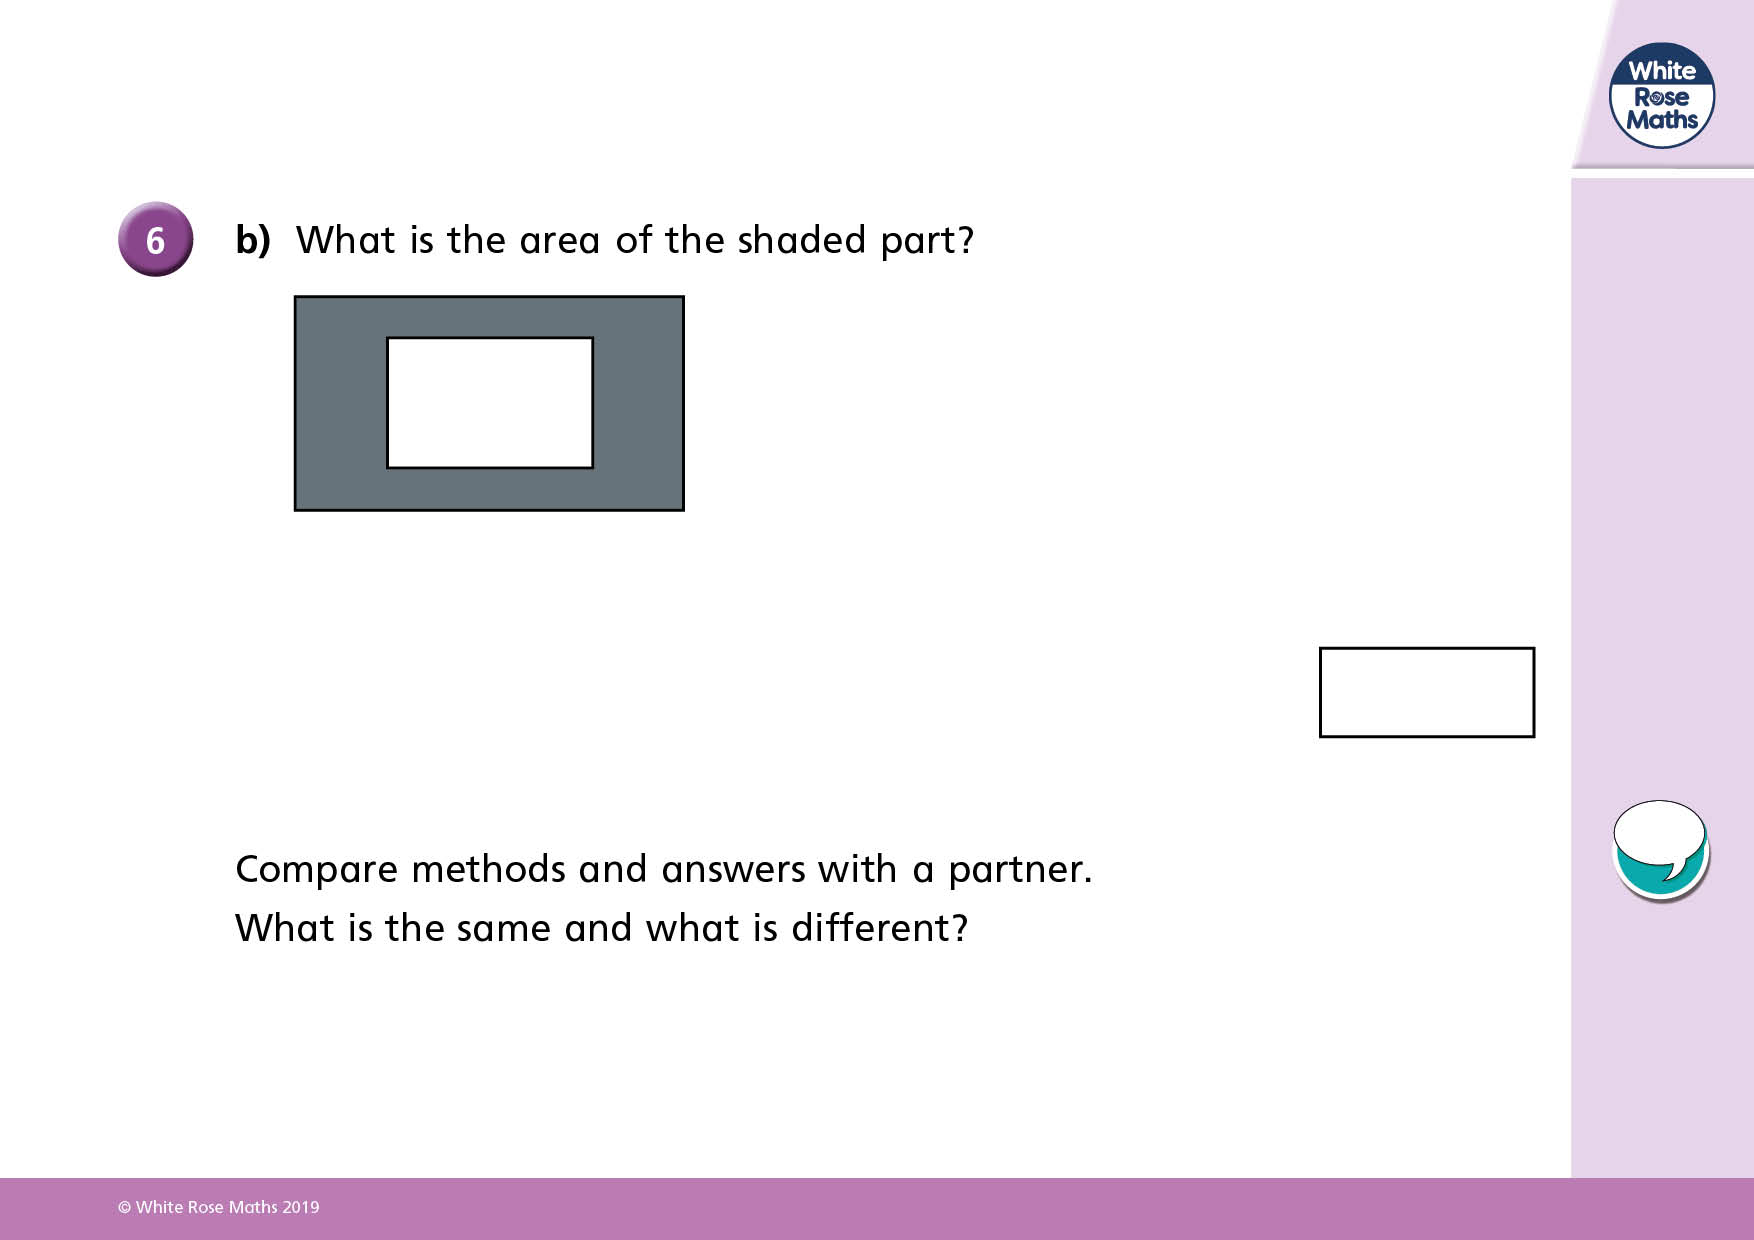 White
Rose
Maths
6 b) What is the area of the shaded part?
Compare methods and answers with a partner.
What is the same and what is different?
© White Rose Maths 2019